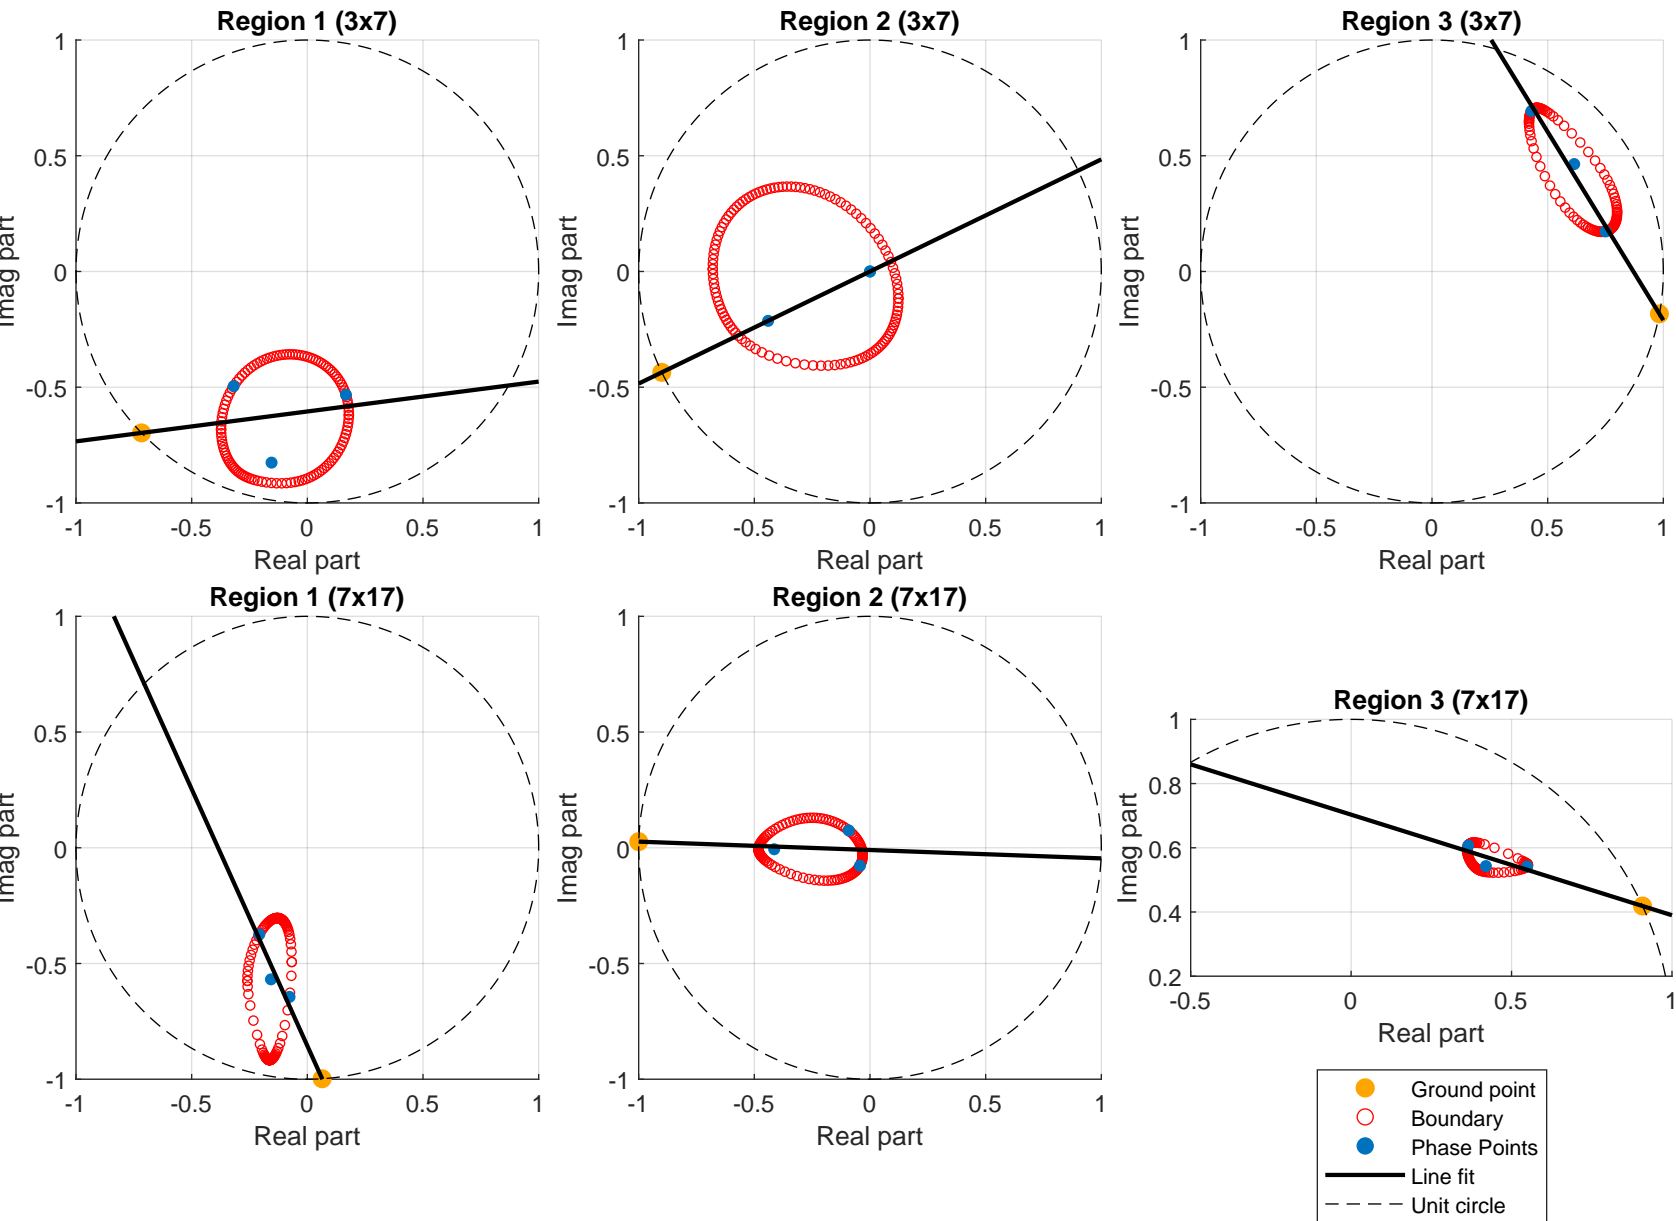 Region 1 (3x7)
1
0.5
0
-0.5
-1
-1 -0.5 0 0.5 1
Real part
Imag part
Region 2 (3x7)
1
0.5
0
-0.5
-1
-1 -0.5 0 0.5 1
Real part
Imag part
Region 3 (3x7)
1
0.5
0
-0.5
-1
-1 -0.5 0 0.5 1
Real part
Imag part
Region 1 (7x17)
1
0.5
0
-0.5
-1
-1 -0.5 0 0.5 1
Real part
Imag part
Region 2 (7x17)
1
0.5
0
-0.5
-1
-1 -0.5 0 0.5 1
Real part
Imag part
Region 3 (7x17)
1
0.8
0.6
0.4
0.2
-0.5 0 0.5 1
Real part
Imag part
Ground point
Boundary
Phase Points
Line fit
Unit circle